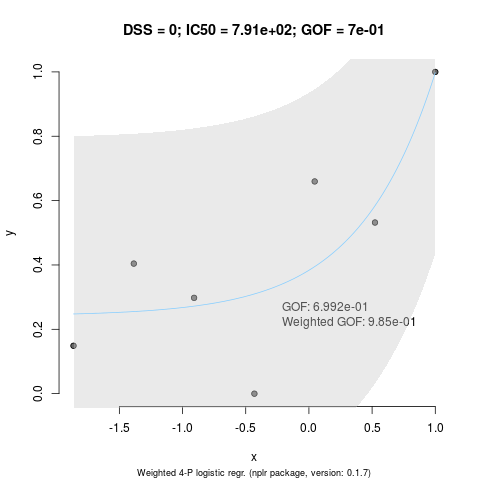 DSS = 0; IC50 = 7.91e+02; GOF = 7e-01
1.0
0.8
0.6
0.4
0.2
0.0
y
GOF: 6.992e-01
Weighted GOF: 9.85e-01
-1.5
-1.0
-0.5
0.0
0.5
1.0
x
Weighted 4-P logistic regr. (nplr package, version: 0.1.7)